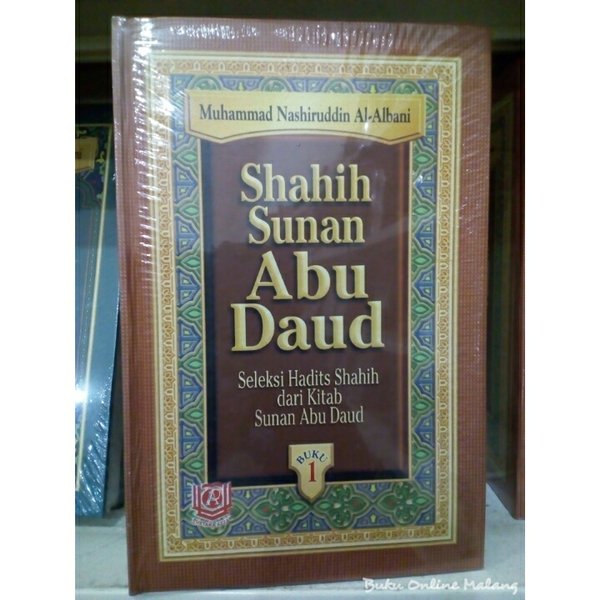 Muhammad Nashiruddin Al-Albani
Shahih
Sunan
Abu
Daud
Seleksi Hadits Shahih
dari Kitab
Sunan Abu Daud
BUKU
1
Buku Online Malang